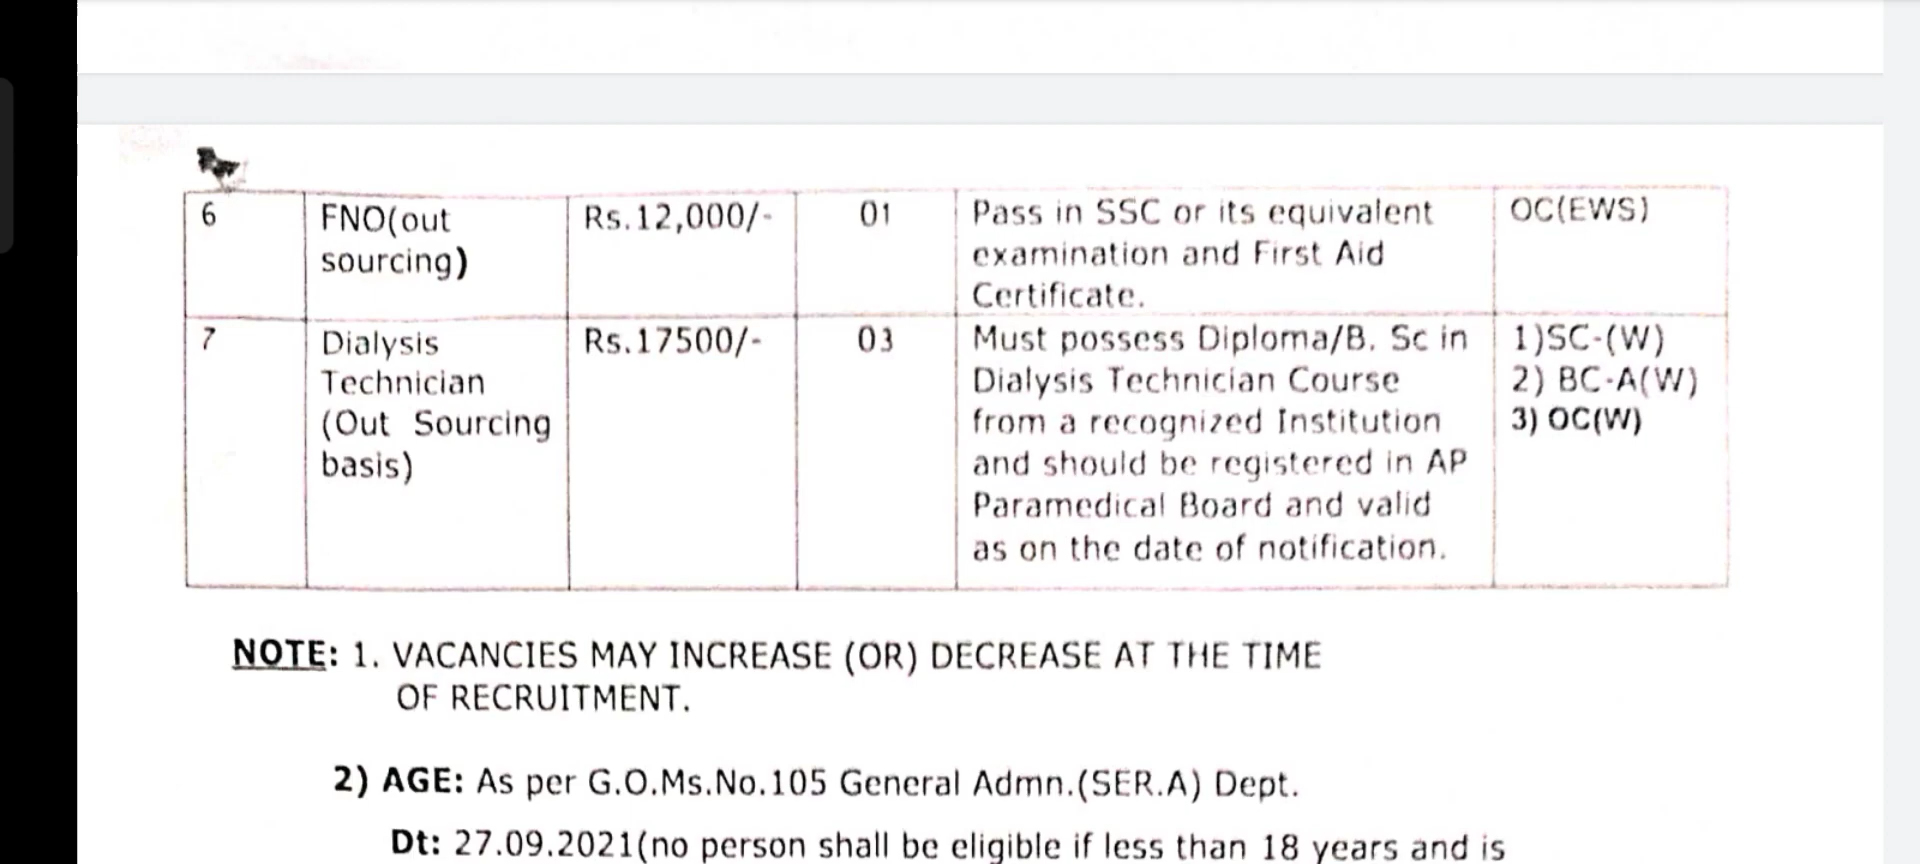 6 FNO(out Rs.12,000/- 01 Pass in SSC or its equivalent OC(EWS)
sourcing) examination and First Aid
Certificate.
7 Dialysis Rs.17500/- 03 Must possess Diploma/B. Sc in 1)SC-(W)
Technician Dialysis Technician Course 2) BC-A(W)
(Out Sourcing from a recognized Institution 3) OC(W)
basis) and should be registered in AP
Paramedical Board and valid
as on the date of notification.
NOTE: 1. VACANCIES MAY INCREASE (OR) DECREASE AT THE TIME
OF RECRUITMENT.
2) AGE: As per G.O.Ms.No.105 General Admn.(SER.A) Dept.
Dt: 27.09.2021(no person shall be eligible if less than 18 years and is